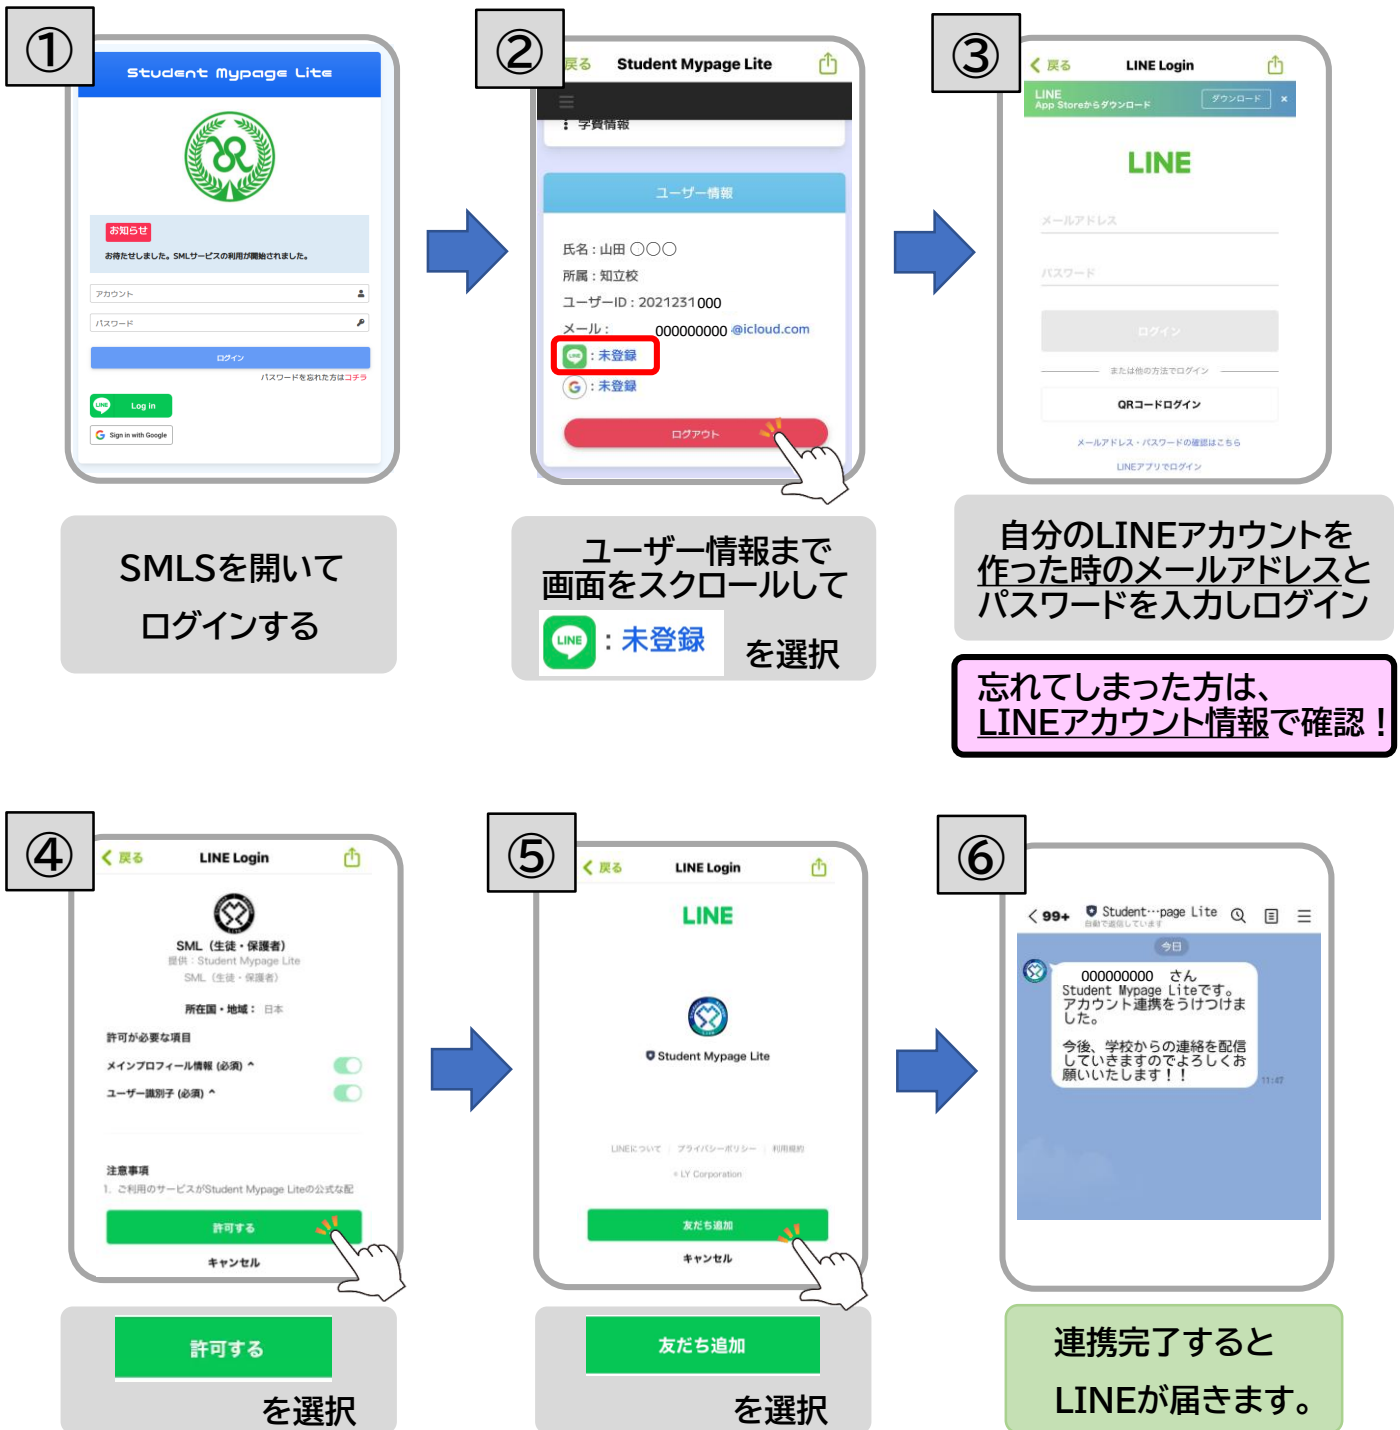 ①
Student Mypage Lite
お知らせ
お待たせしました。SMLサービスの利用が開始されました。
アカウント
パスワード
ログイン
パスワードを忘れた方はコチラ
LINE Log in
G Sign in with Google
SMLSを開いて
ログインする
②
戻る Student Mypage Lite
学費情報
ユーザー情報
氏名:山田 ○○○
所属:知立校
ユーザーID:2021231000
メール: 000000000 @icloud.com
LINE :未登録
G :未登録
ログアウト
ユーザー情報まで
画面をスクロールして
LINE :未登録 を選択
③
戻る LINE Login
LINE
App Storeからダウンロード
ダウンロード ×
LINE
メールアドレス
パスワード
ログイン
または他の方法でログイン
QRコードログイン
メールアドレス・パスワードの確認はこちら
LINEアプリでログイン
自分のLINEアカウントを
作った時のメールアドレスと
パスワードを入力しログイン
忘れてしまった方は、
LINEアカウント情報で確認！
④
戻る LINE Login
SML（生徒・保護者）
提供：Student Mypage Lite
SML（生徒・保護者）
所在国・地域： 日本
許可が必要な項目
メインプロフィール情報 (必須) ^
ユーザー識別子 (必須) ^
注意事項
1. ご利用のサービスがStudent Mypage Liteの公式な配
許可する
キャンセル
許可する
を選択
⑤
戻る LINE Login
LINE
Student Mypage Lite
LINEについて プライバシーポリシー 利用規約
© LY Corporation
友だち追加
キャンセル
友だち追加
を選択
⑥
99+ Student…page Lite
自動で返信しています
今日
000000000 さん
Student Mypage Liteです。
アカウント連携をうけつけま
した。
今後、学校からの連絡を配信
していきますのでよろしくお
願いいたします！！
11:47
連携完了すると
LINEが届きます。